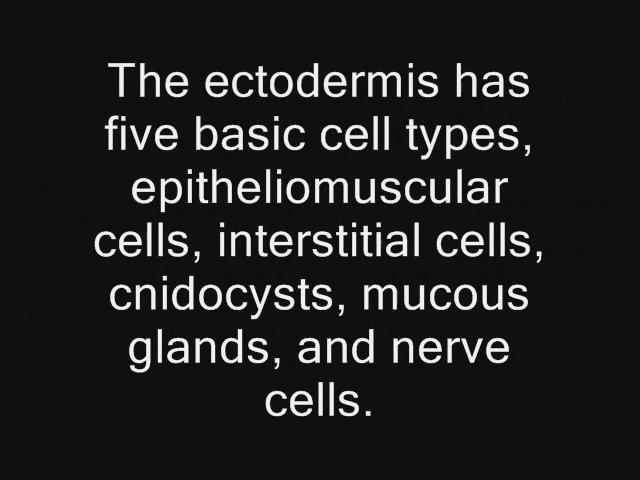 The ectodermis has
five basic cell types,
epitheliomuscular
cells, interstitial cells,
cnidocysts, mucous
glands, and nerve
cells.